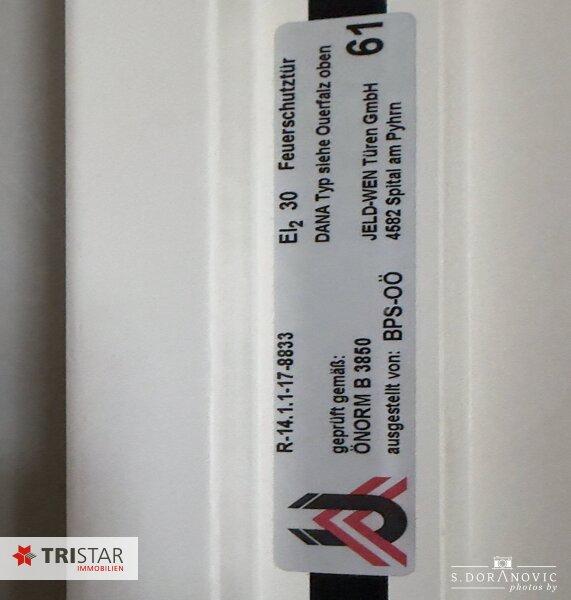 R-14.1.1-17-8833
EI₂ 30 Feuerschutztür
geprüft gemäß:
ÖNORM B 3850
ausgestellt von: BPS-OÖ
DANA Typ siehe Querfalz oben
JELD-WEN Türen GmbH
4582 Spital am Pyhrn
61
TRISTAR
IMMOBILIEN
S.DORANOVIC
photos by